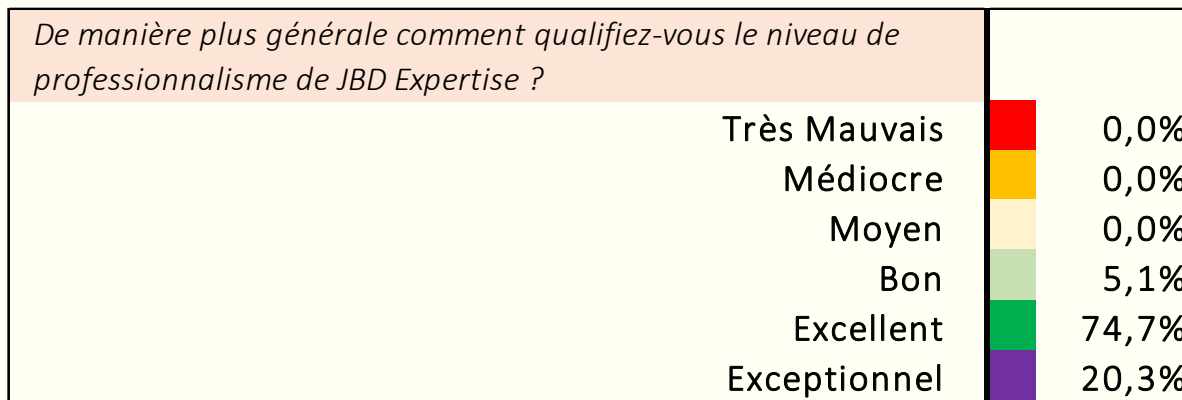 De manière plus générale comment qualifiez-vous le niveau de
professionnalisme de JBD Expertise ?
Très Mauvais 0,0%
Médiocre 0,0%
Moyen 0,0%
Bon 5,1%
Excellent 74,7%
Exceptionnel 20,3%